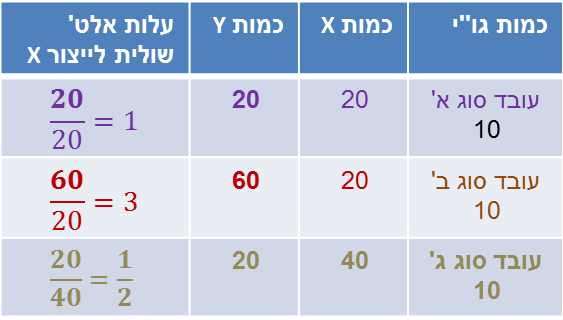 כמות גו"י | כמות X | כמות Y | עלות אלט' שולית לייצור X
עובד סוג א' 10 | 20 | 20 | 20/20 = 1
עובד סוג ב' 10 | 20 | 60 | 60/20 = 3
עובד סוג ג' 10 | 40 | 20 | 20/40 = 1/2